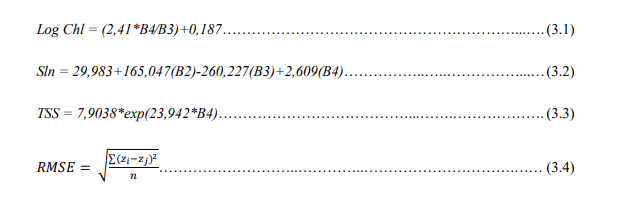 Log Chl = (2,41*B4/B3)+0,187……………………………………………………………...….(3.1)
Sln = 29,983+165,047(B2)-260,227(B3)+2,609(B4)……………………………………...….(3.2)
TSS = 7,9038*exp(23,942*B4)……………………………………………………………….(3.3)
RMSE = √(∑(zi−zj)²/n)……………………………………………………………………… (3.4)